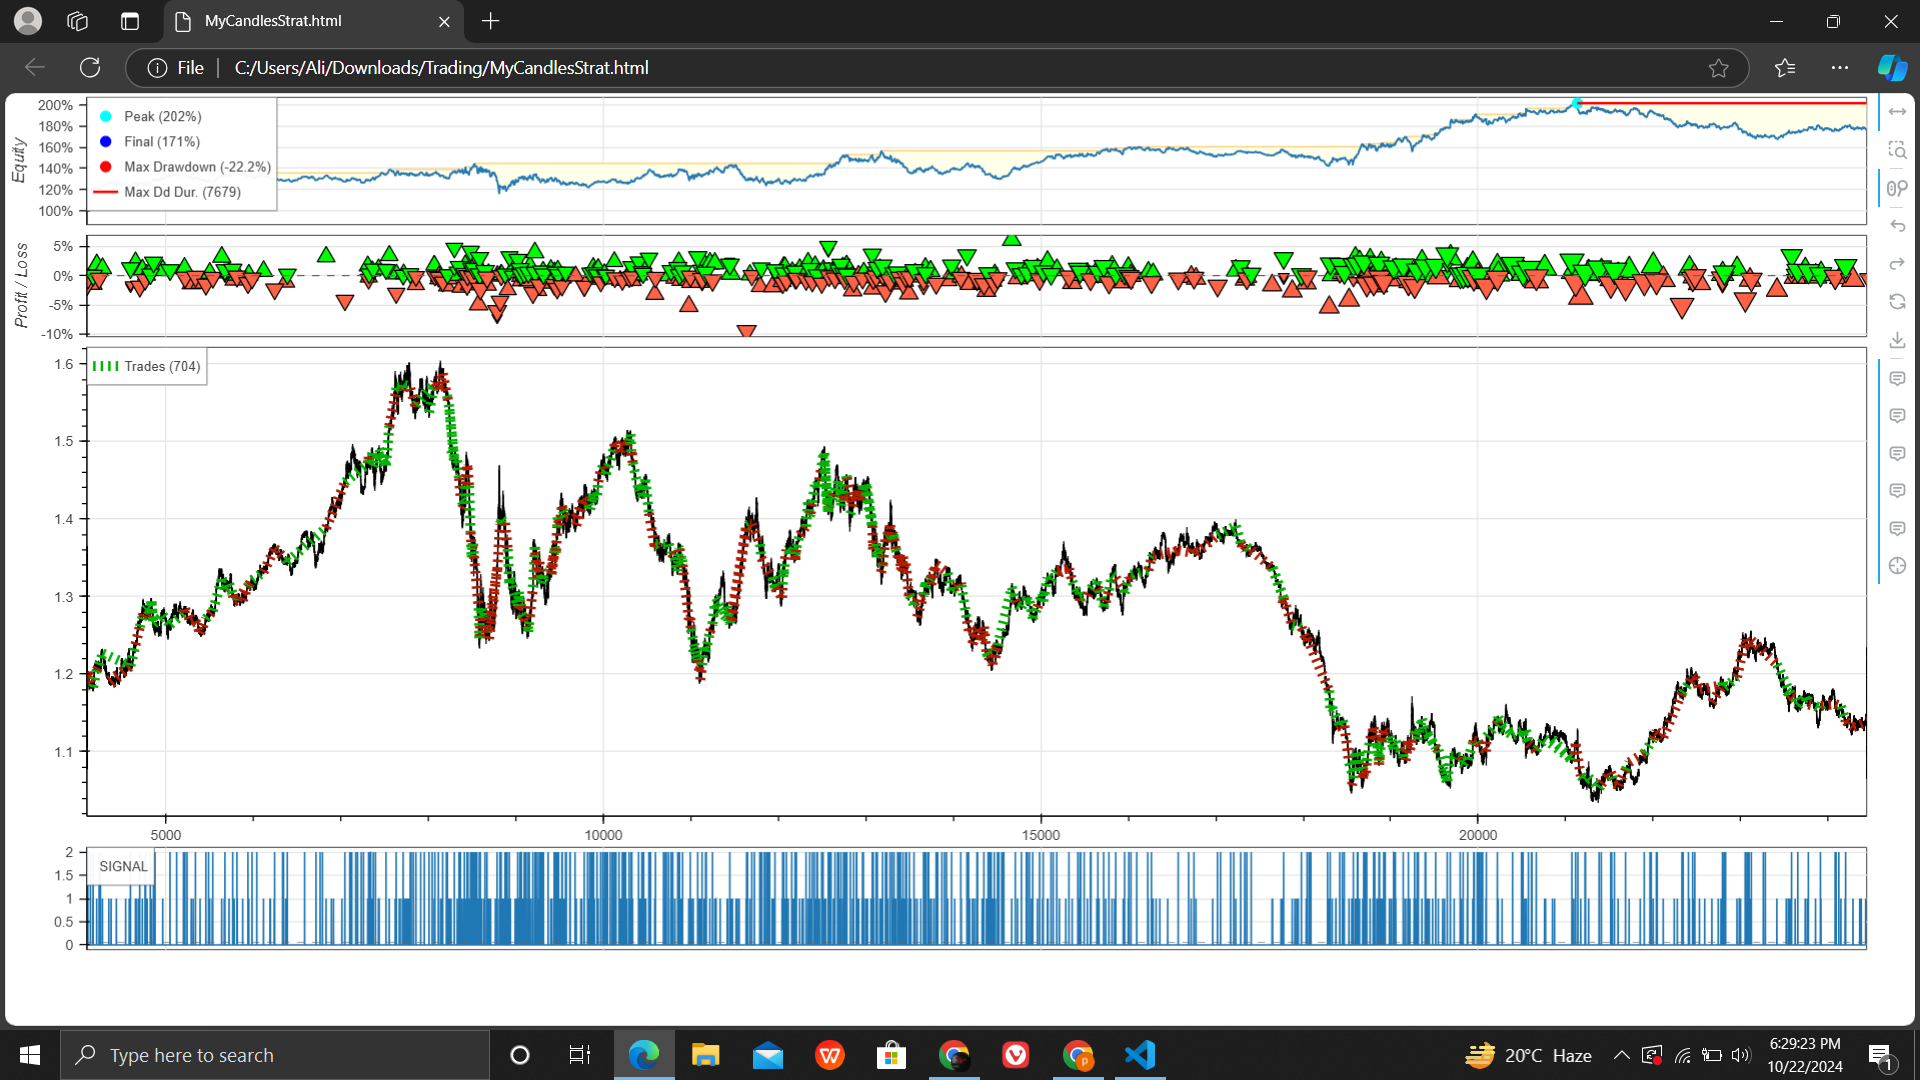 MyCandlesStrat.html
File
C:/Users/Ali/Downloads/Trading/MyCandlesStrat.html
Equity
200%
180%
160%
140%
120%
100%
Peak (202%)
Final (171%)
Max Drawdown (-22.2%)
Max Dd Dur. (7679)
Profit / Loss
5%
0%
-5%
-10%
Trades (704)
1.6
1.5
1.4
1.3
1.2
1.1
5000
10000
15000
20000
SIGNAL
2
1.5
1
0.5
0
Type here to search
20°C Haze
6:29:23 PM
10/22/2024
1